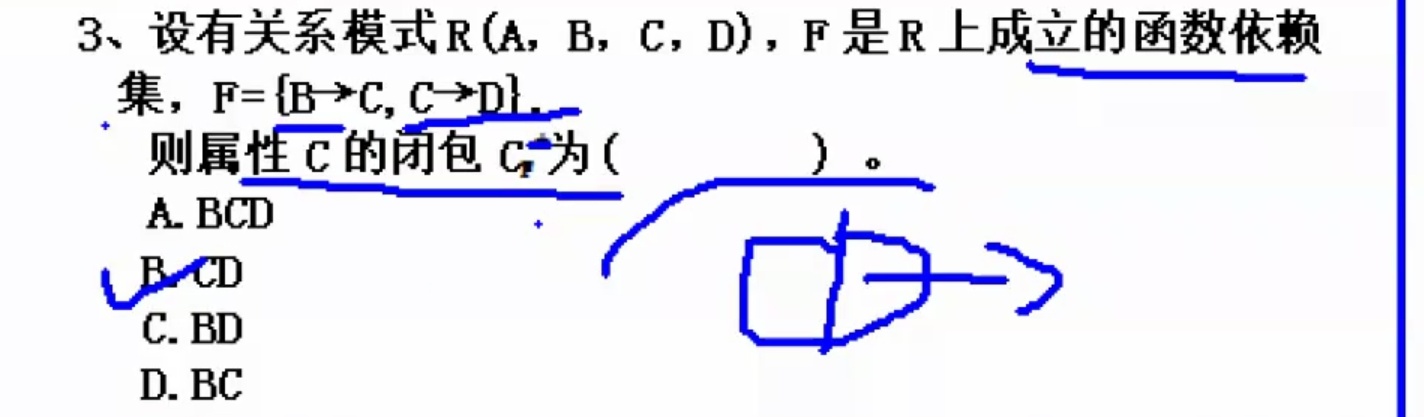 3、设有关系模式R(A, B, C, D), F是R上成立的函数依赖
集, F={B→C, C→D},
则属性C的闭包C为( )。
A. BCD
B. CD
C. BD
D. BC